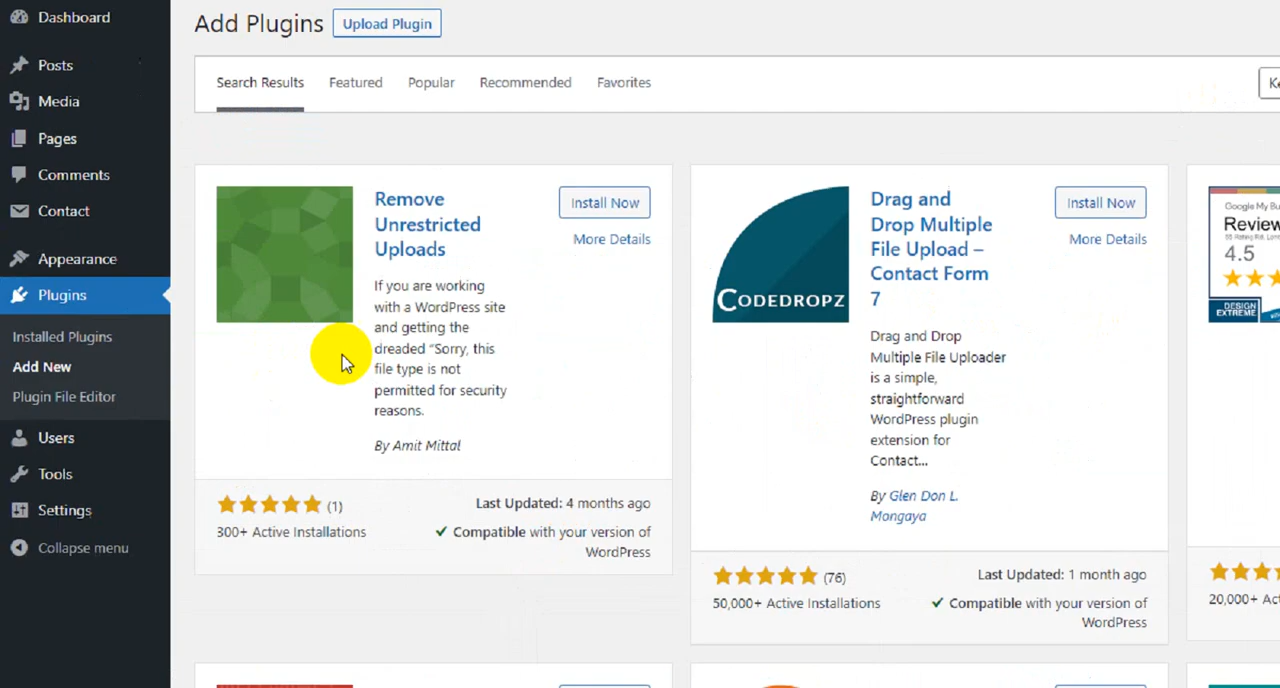 Dashboard
Posts
Media
Pages
Comments
Contact
Appearance
Plugins
Installed Plugins
Add New
Plugin File Editor
Users
Tools
Settings
Collapse menu
Add Plugins
Upload Plugin
Search Results
Featured
Popular
Recommended
Favorites
Remove
Unrestricted
Uploads
Install Now
More Details
If you are working
with a WordPress site
and getting the
dreaded “Sorry, this
file type is not
permitted for security
reasons.
By Amit Mittal
(1)
300+ Active Installations
Last Updated: 4 months ago
Compatible with your version of
WordPress
CODEDROPZ
Drag and
Drop Multiple
File Upload –
Contact Form
7
Install Now
More Details
Drag and Drop
Multiple File Uploader
is a simple,
straightforward
WordPress plugin
extension for
Contact...
By Glen Don L.
Mongaya
(76)
50,000+ Active Installations
Last Updated: 1 month ago
Compatible with your version of
WordPress
Google My Bu
Review
4.5
DESIGN
EXTREME
20,000+ Act